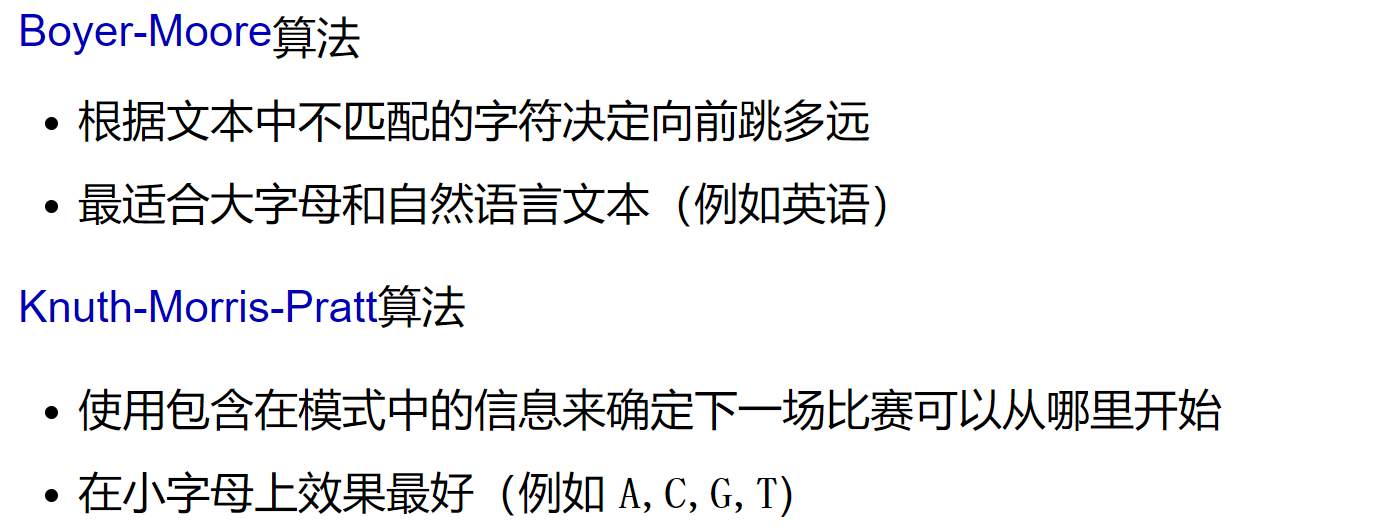 Boyer-Moore算法
• 根据文本中不匹配的字符决定向前跳多远
• 最适合大字母和自然语言文本（例如英语）
Knuth-Morris-Pratt算法
• 使用包含在模式中的信息来确定下一场比赛可以从哪里开始
• 在小字母上效果最好（例如 A,C,G,T）